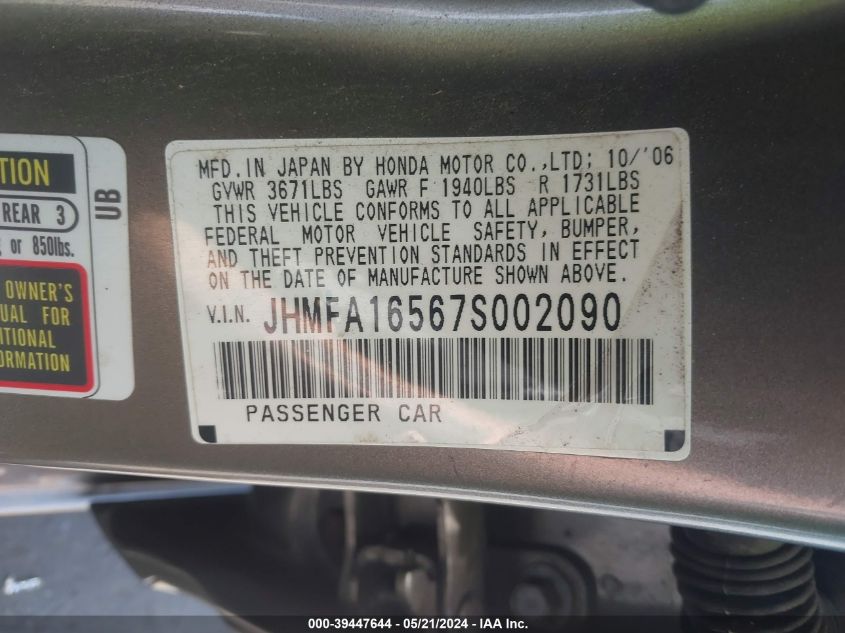 TION
REAR 3
or 850lbs.
OWNER'S
UAL FOR
ITIONAL
ORMATION
UB
MFD.IN JAPAN BY HONDA MOTOR CO.,LTD; 10/'06
GVWR 3671LBS GAWR F 1940LBS R 1731LBS
THIS VEHICLE CONFORMS TO ALL APPLICABLE
FEDERAL MOTOR VEHICLE SAFETY, BUMPER,
AND THEFT PREVENTION STANDARDS IN EFFECT
ON THE DATE OF MANUFACTURE SHOWN ABOVE.
V.I.N. JHMFA16567S002090
PASSENGER CAR
000-39447644 - 05/21/2024 - IAA Inc.